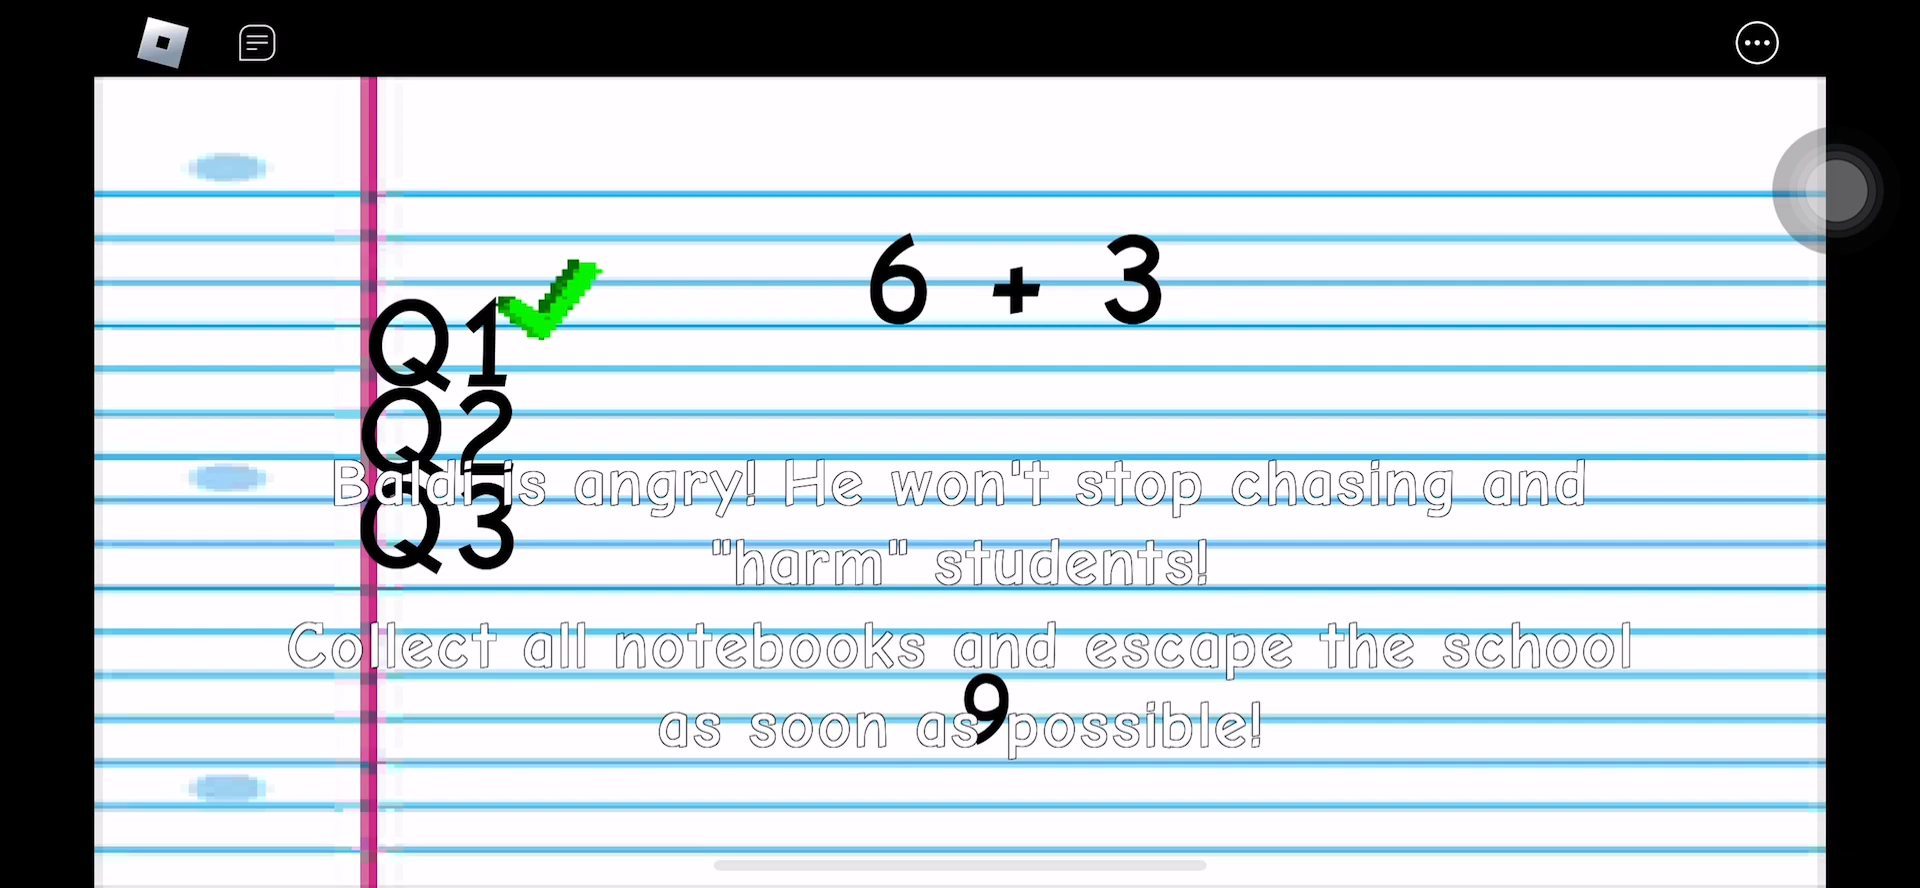 6 + 3
Q1
Q2
Q3
Baldi is angry! He won't stop chasing and
"harm" students!
Collect all notebooks and escape the school
as soon as possible!
9